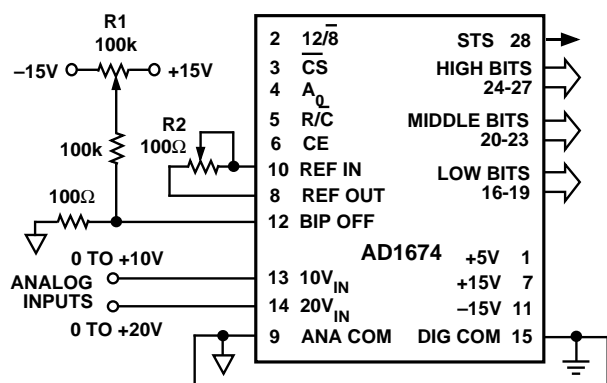 R1
100k
–15V
+15V
100k
R2
100Ω
100Ω
0 TO +10V
ANALOG
INPUTS
0 TO +20V
2 12/8̅
3 C̅S̅
4 A₀
5 R/C̅
6 CE
10 REF IN
8 REF OUT
12 BIP OFF
13 10V_IN
14 20V_IN
9 ANA COM
STS 28
HIGH BITS
24-27
MIDDLE BITS
20-23
LOW BITS
16-19
AD1674
+5V 1
+15V 7
–15V 11
DIG COM 15